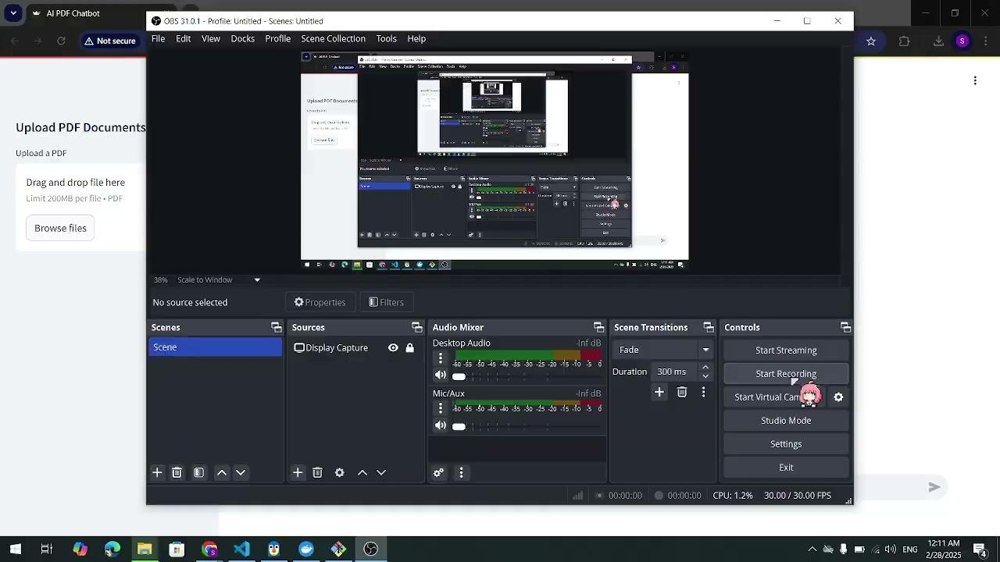 AI PDF Chatbot
OBS 31.0.1 - Profile: Untitled - Scenes: Untitled
Not secure
S
File Edit View Docks Profile Scene Collection Tools Help
Upload PDF Documents
Upload a PDF
Drag and drop file here
Limit 200MB per file • PDF
Browse files
38% Scale to Window
No source selected Properties Filters
Scenes Sources Audio Mixer Scene Transitions Controls
Scene
Display Capture
Desktop Audio -Inf dB
-60 -55 -50 -45 -40 -35 -30 -25 -20 -15 -10 -5 0
Mic/Aux -Inf dB
-60 -55 -50 -45 -40 -35 -30 -25 -20 -15 -10 -5 0
Fade
Duration 300 ms
Start Streaming
Start Recording
Start Virtual Cam
Studio Mode
Settings
Exit
00:00:00 00:00:00 CPU: 1.2% 30.00 / 30.00 FPS
ENG
12:11 AM
2/28/2025